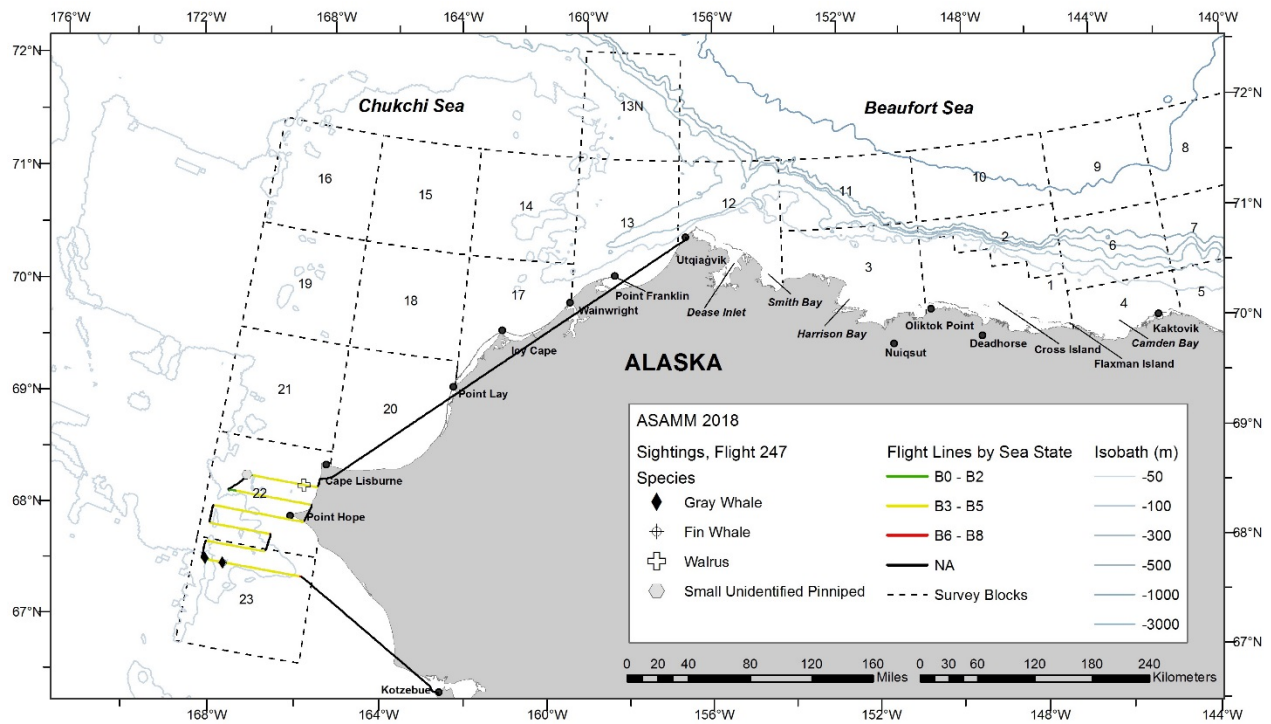 176°W 168°W 164°W 160°W 156°W 152°W 148°W 144°W 140°W
72°N
72°N
Chukchi Sea
Beaufort Sea
13N
71°N
71°N
16
15
14
13
12
11
10
9
8
7
6
2
Utqiaġvik
3
1
5
4
70°N
70°N
19
18
17
Point Franklin
Wainwright
Dease Inlet
Smith Bay
Harrison Bay
Oliktok Point
Nuiqsut
Deadhorse
Cross Island
Flaxman Island
Kaktovik
Camden Bay
Icy Cape
ALASKA
69°N
69°N
21
20
Point Lay
Cape Lisburne
22
Point Hope
68°N
68°N
67°N
67°N
23
Kotzebue
ASAMM 2018
Sightings, Flight 247
Species
Gray Whale
Fin Whale
Walrus
Small Unidentified Pinniped
Flight Lines by Sea State
B0 - B2
B3 - B5
B6 - B8
NA
Survey Blocks
Isobath (m)
-50
-100
-300
-500
-1000
-3000
0 20 40 80 120 160
Miles
0 30 60 120 180 240
Kilometers
168°W 164°W 160°W 156°W 152°W 148°W 144°W